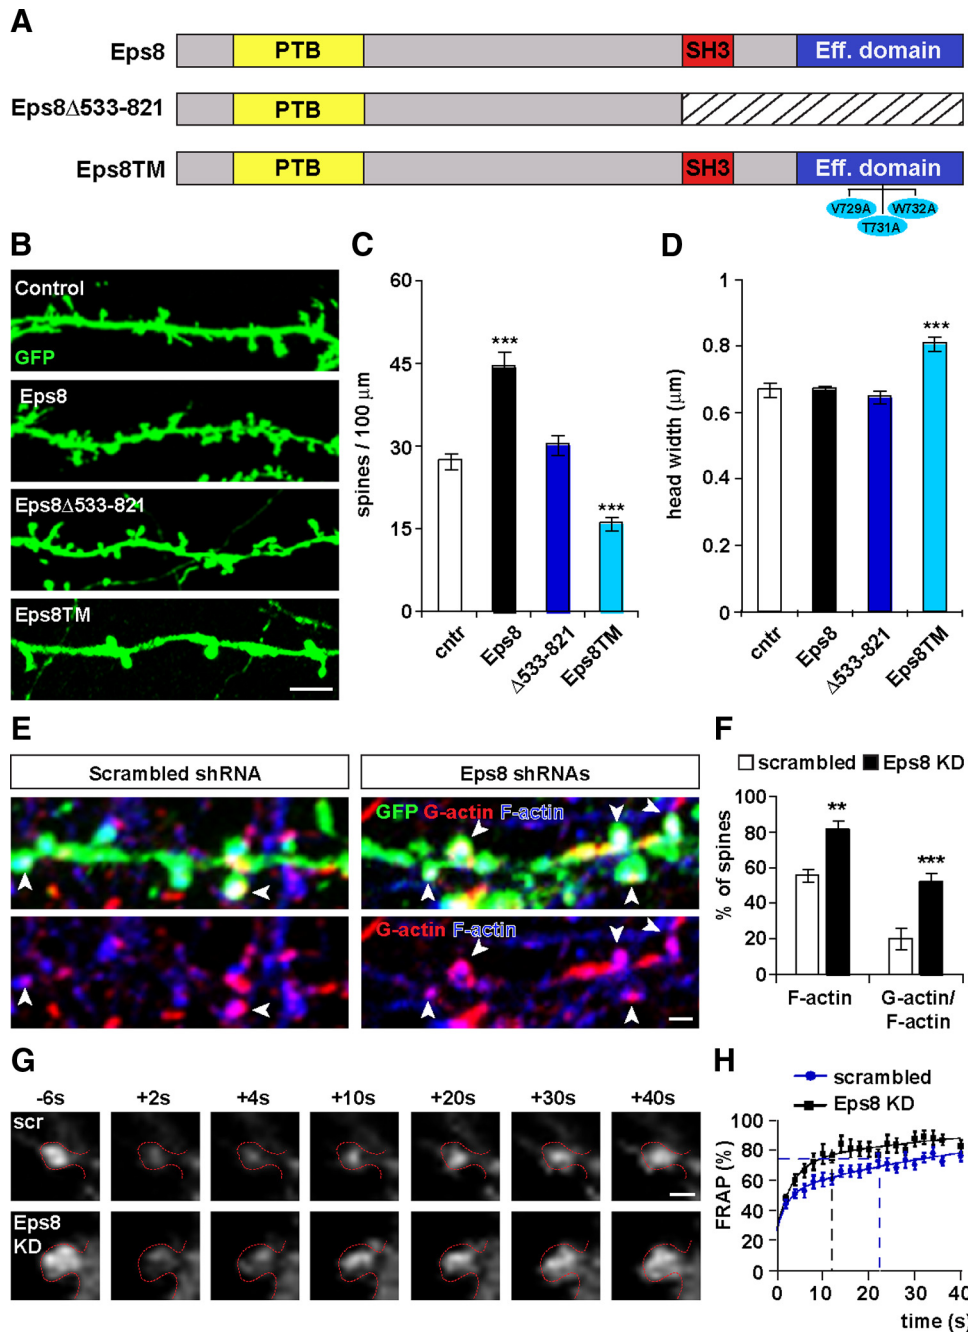 A
Eps8 PTB SH3 Eff. domain
Eps8Δ533-821 PTB
Eps8TM PTB SH3 Eff. domain
V729A W732A
T731A
B
Control
GFP
Eps8
Eps8Δ533-821
Eps8TM
C
spines / 100 μm
60
45
30
15
0
***
***
cntr
Eps8
Δ533-821
Eps8TM
D
head width (μm)
1
0.8
0.6
0.4
0.2
0
***
cntr
Eps8
Δ533-821
Eps8TM
E
Scrambled shRNA
Eps8 shRNAs
GFP G-actin F-actin
G-actin F-actin
F
scrambled Eps8 KD
% of spines
100
80
60
40
20
0
**
***
F-actin
G-actin/
F-actin
G
-6s +2s +4s +10s +20s +30s +40s
scr
Eps8
KD
H
scrambled
Eps8 KD
FRAP (%)
100
80
60
40
20
0
0 10 20 30 40
time (s)